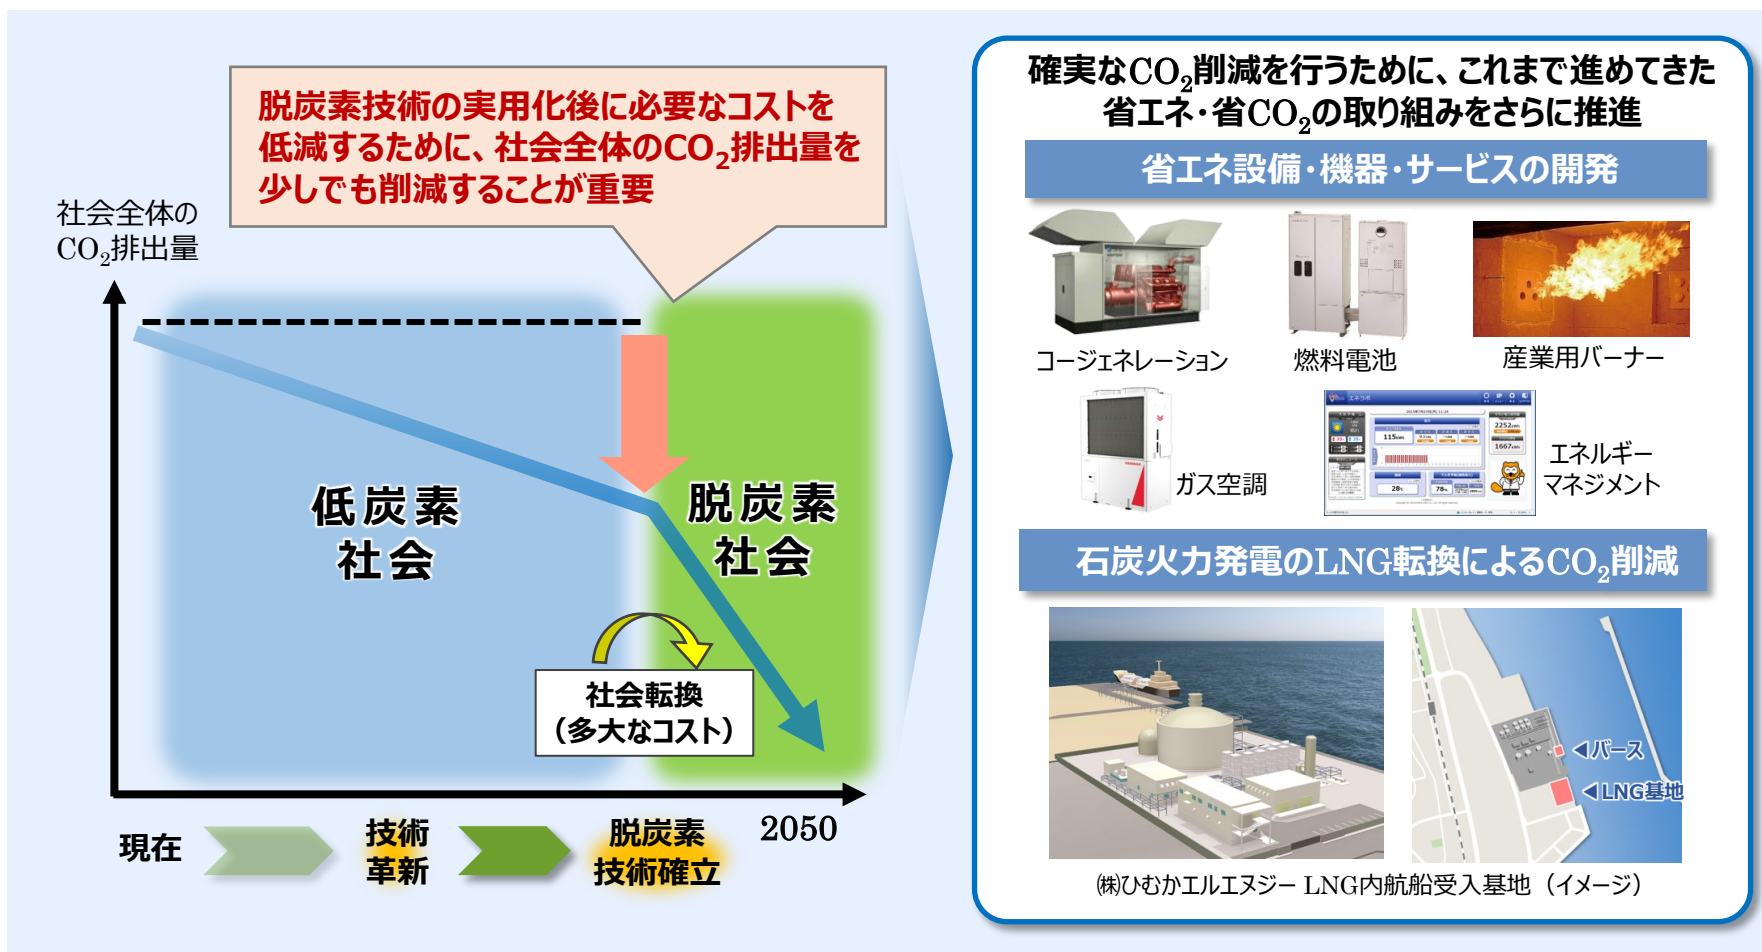 脱炭素技術の実用化後に必要なコストを
低減するために、社会全体のCO₂排出量を
少しでも削減することが重要
社会全体の
CO₂排出量
低炭素
社会
脱炭素
社会
社会転換
（多大なコスト）
現在
技術
革新
脱炭素
技術確立
2050
確実なCO₂削減を行うために、これまで進めてきた
省エネ・省CO₂の取り組みをさらに推進
省エネ設備・機器・サービスの開発
コージェネレーション
燃料電池
産業用バーナー
ガス空調
115kWh
2252kWh
1667kWh
28℃
78%
エネルギー
マネジメント
石炭火力発電のLNG転換によるCO₂削減
◀バース
◀LNG基地
㈱ひむかエルエヌジー LNG内航船受入基地（イメージ）